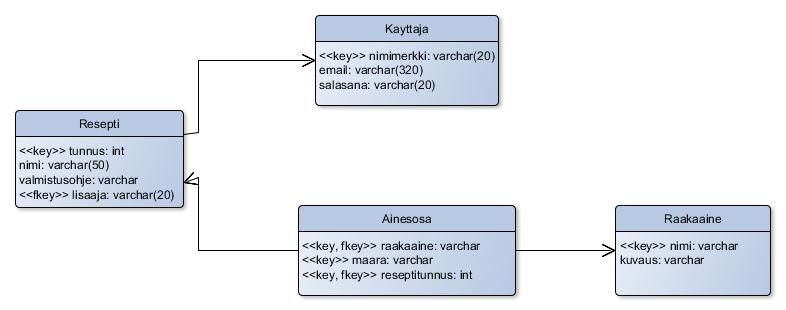 Kayttaja
<<key>> nimimerkki: varchar(20)
email: varchar(320)
salasana: varchar(20)
Resepti
<<key>> tunnus: int
nimi: varchar(50)
valmistusohje: varchar
<<fkey>> lisaaja: varchar(20)
Ainesosa
<<key, fkey>> raakaaine: varchar
<<key>> maara: varchar
<<key, fkey>> reseptitunnus: int
Raakaaine
<<key>> nimi: varchar
kuvaus: varchar